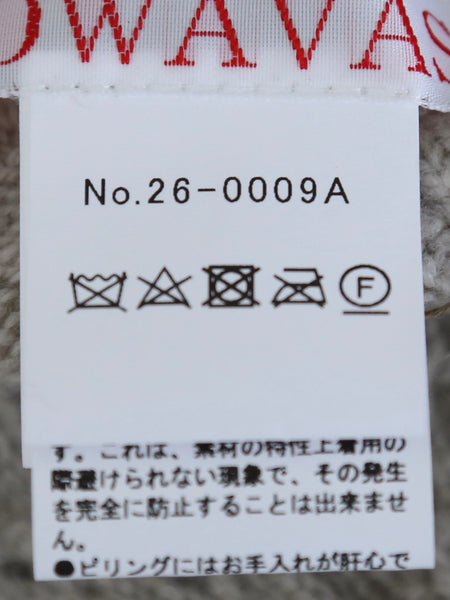 OWAVAS
No.26-0009A
F
す。これは、素材の特性上着用の
際避けられない現象で、その発生
を完全に防止することは出来ませ
ん。
●ピリングにはお手入れが肝心で